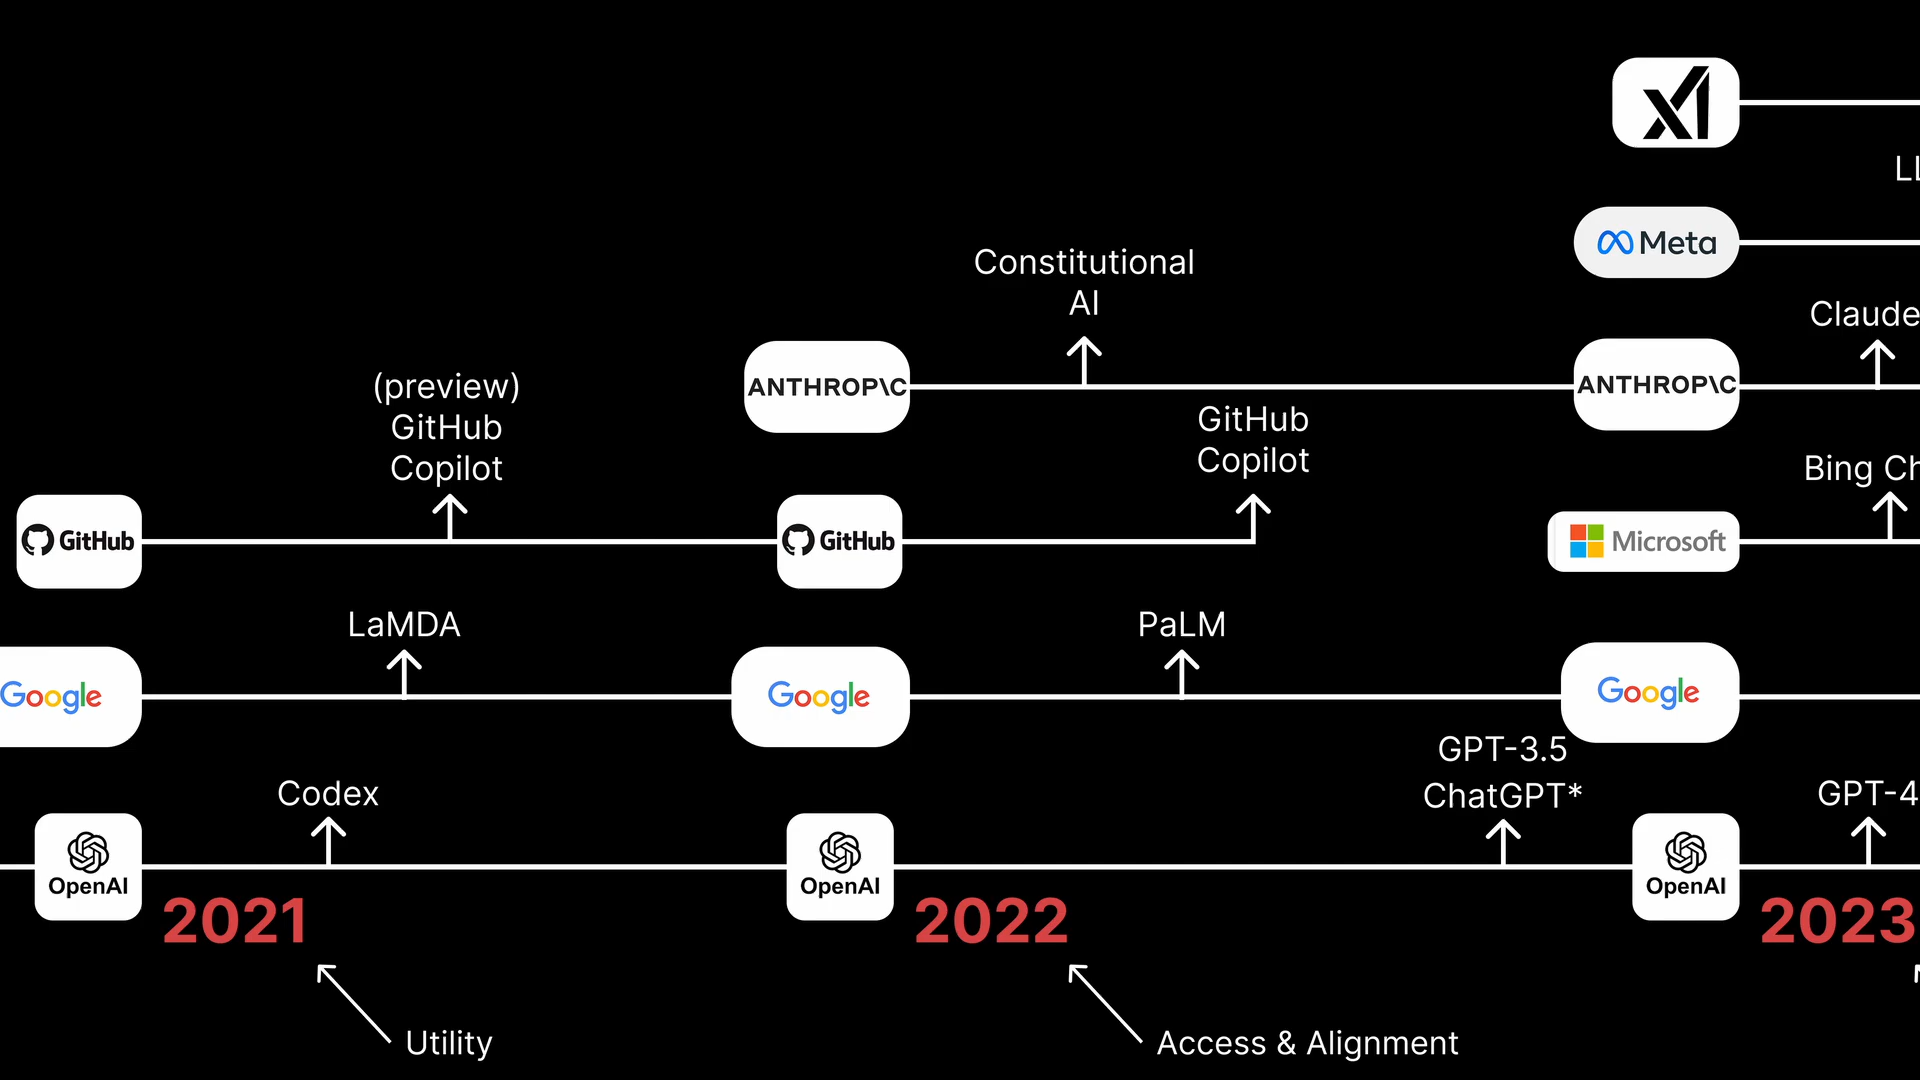 xI
LL
Meta
Constitutional
AI
Claude
ANTHROP\C
ANTHROP\C
(preview)
GitHub
Copilot
GitHub
Copilot
Bing Ch
GitHub
GitHub
Microsoft
LaMDA
PaLM
Google
Google
Google
GPT-3.5
ChatGPT*
Codex
GPT-4
OpenAI
OpenAI
OpenAI
2021
2022
2023
Utility
Access & Alignment